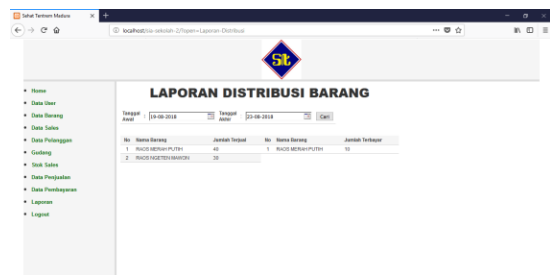 Sahat Tentrem Madura
localhost/sia-sekolah-2/?open=Laporan-Distribusi
St
LAPORAN DISTRIBUSI BARANG
Home
Data User
Data Barang
Data Sales
Data Pelanggan
Gudang
Stok Sales
Data Penjualan
Data Pembayaran
Laporan
Logout
Tanggal Awal : 19-08-2018 Tanggal Akhir : 23-08-2018 Cari
No Nama Barang Jumlah Terjual No Nama Barang Jumlah Terbayar
1 RAOS MERAH PUTIH 40 1 RAOS MERAH PUTIH 10
2 RAOS NGETEN MAWON 30